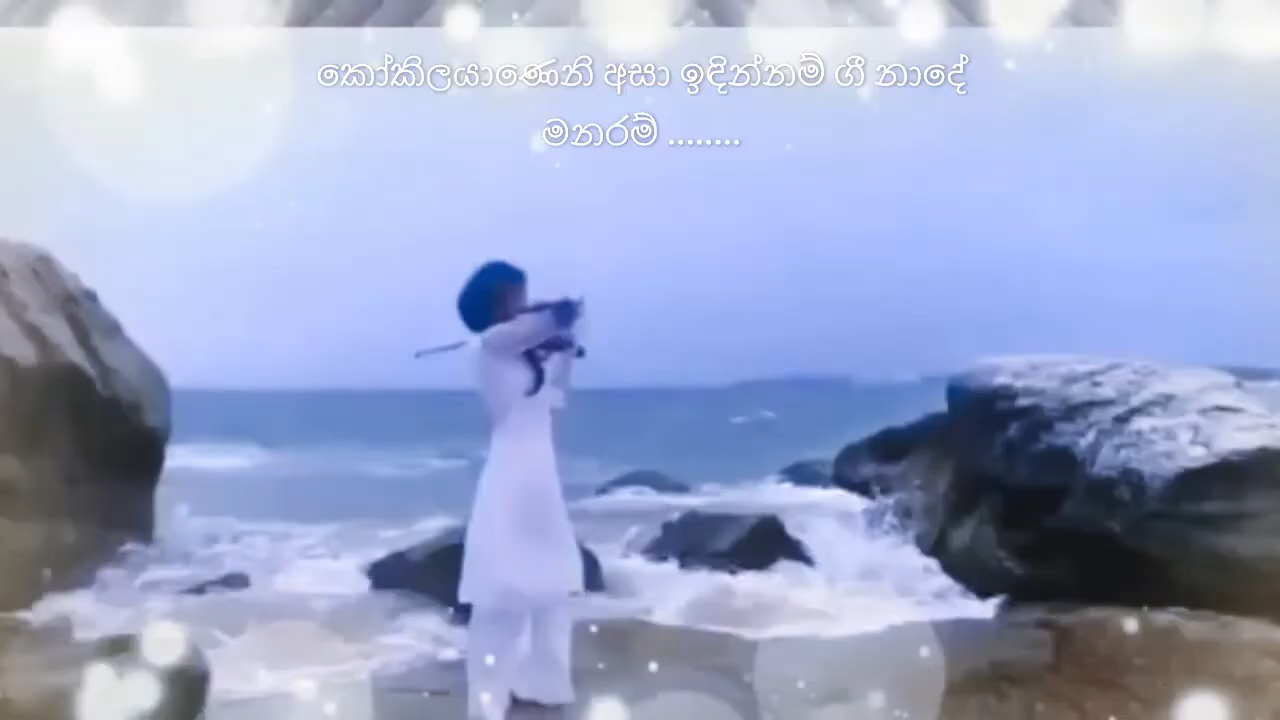 කෝකිලයාණෙනි අසා ඉඳින්නම් ගී නාදේ
මනරම් ........